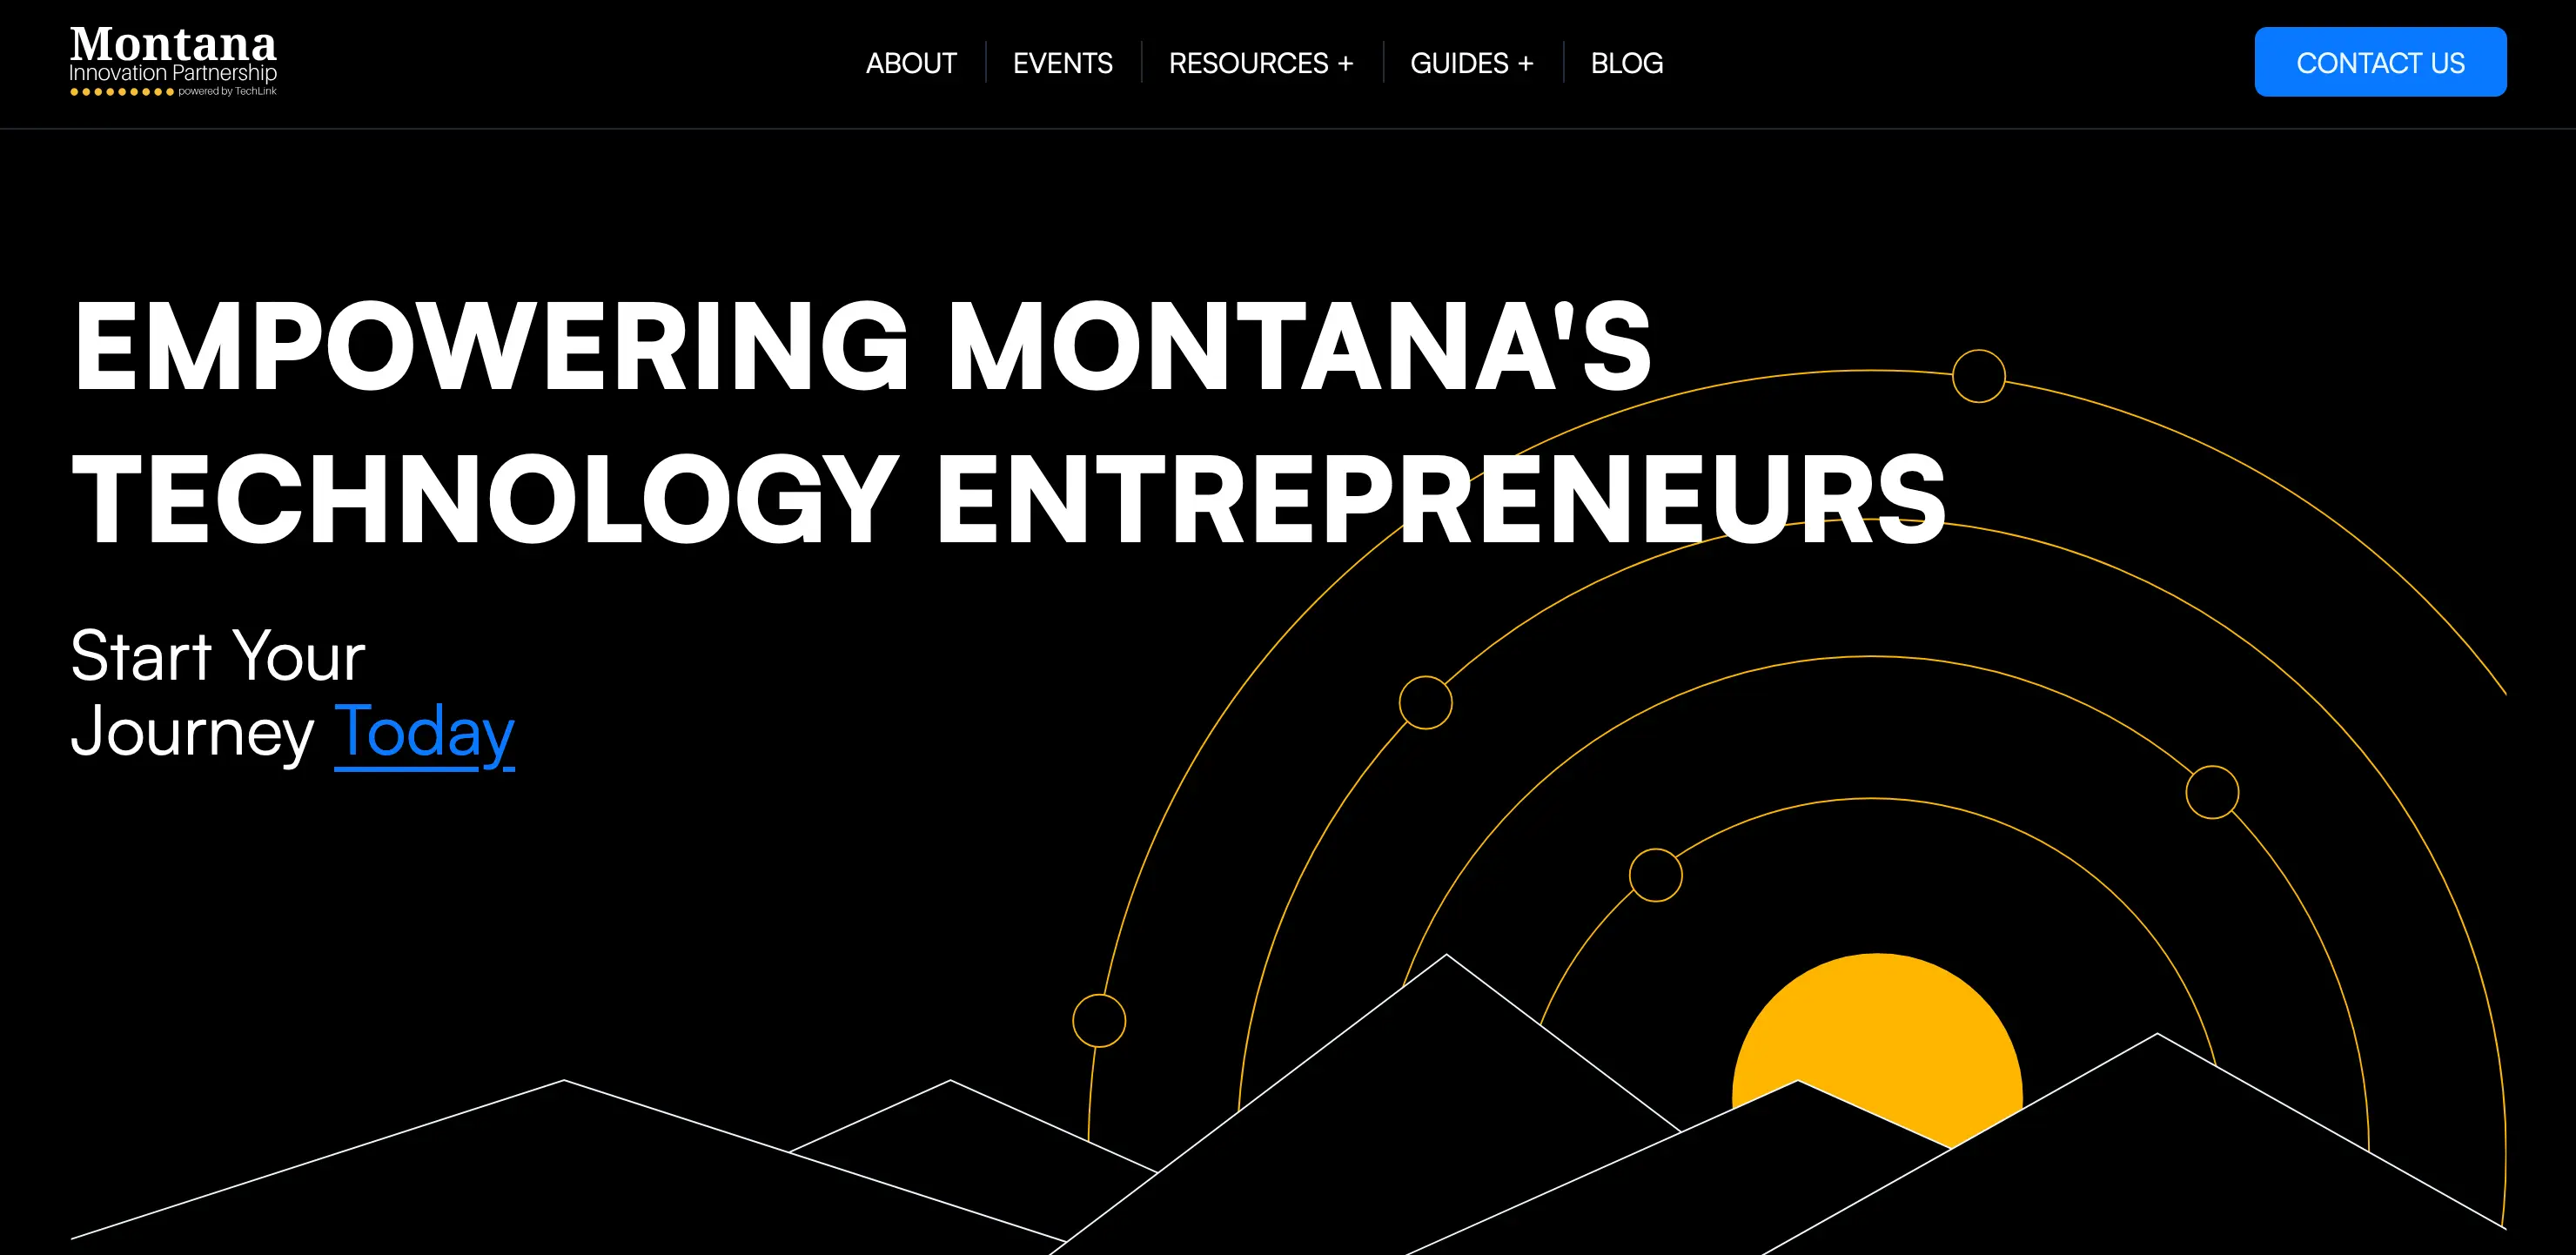 Montana
Innovation Partnership
powered by TechLink
ABOUT
EVENTS
RESOURCES +
GUIDES +
BLOG
CONTACT US
EMPOWERING MONTANA'S
TECHNOLOGY ENTREPRENEURS
Start Your
Journey Today